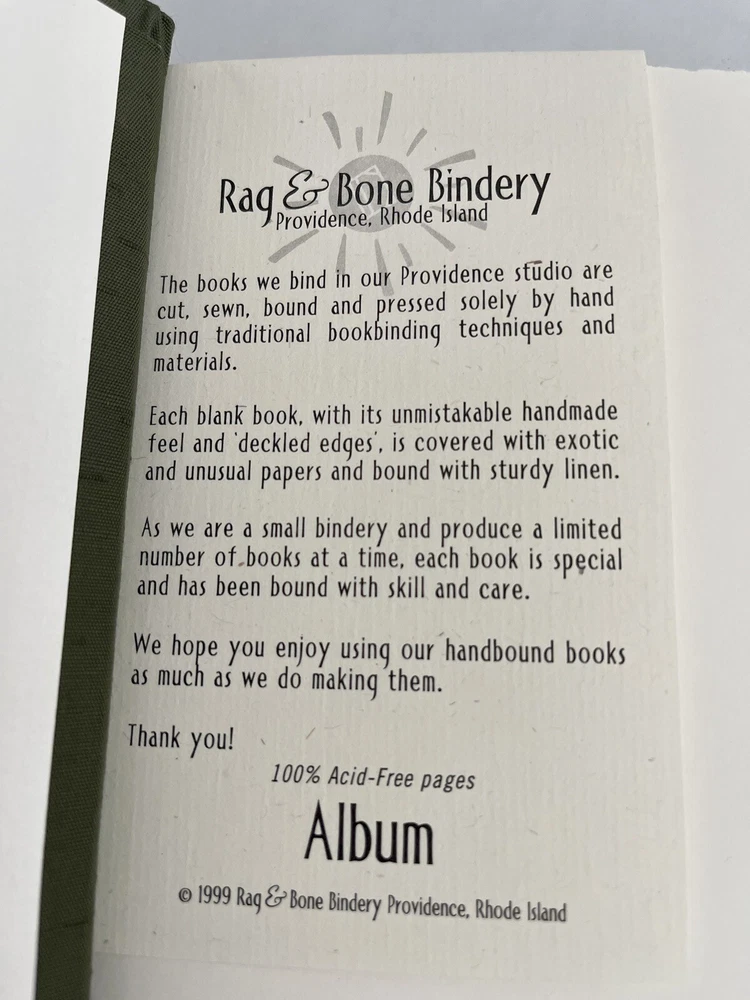 Rag & Bone Bindery
Providence, Rhode Island
The books we bind in our Providence studio are
cut, sewn, bound and pressed solely by hand
using traditional bookbinding techniques and
materials.
Each blank book, with its unmistakable handmade
feel and 'deckled edges', is covered with exotic
and unusual papers and bound with sturdy linen.
As we are a small bindery and produce a limited
number of books at a time, each book is special
and has been bound with skill and care.
We hope you enjoy using our handbound books
as much as we do making them.
Thank you!
100% Acid-Free pages
Album
© 1999 Rag & Bone Bindery Providence, Rhode Island